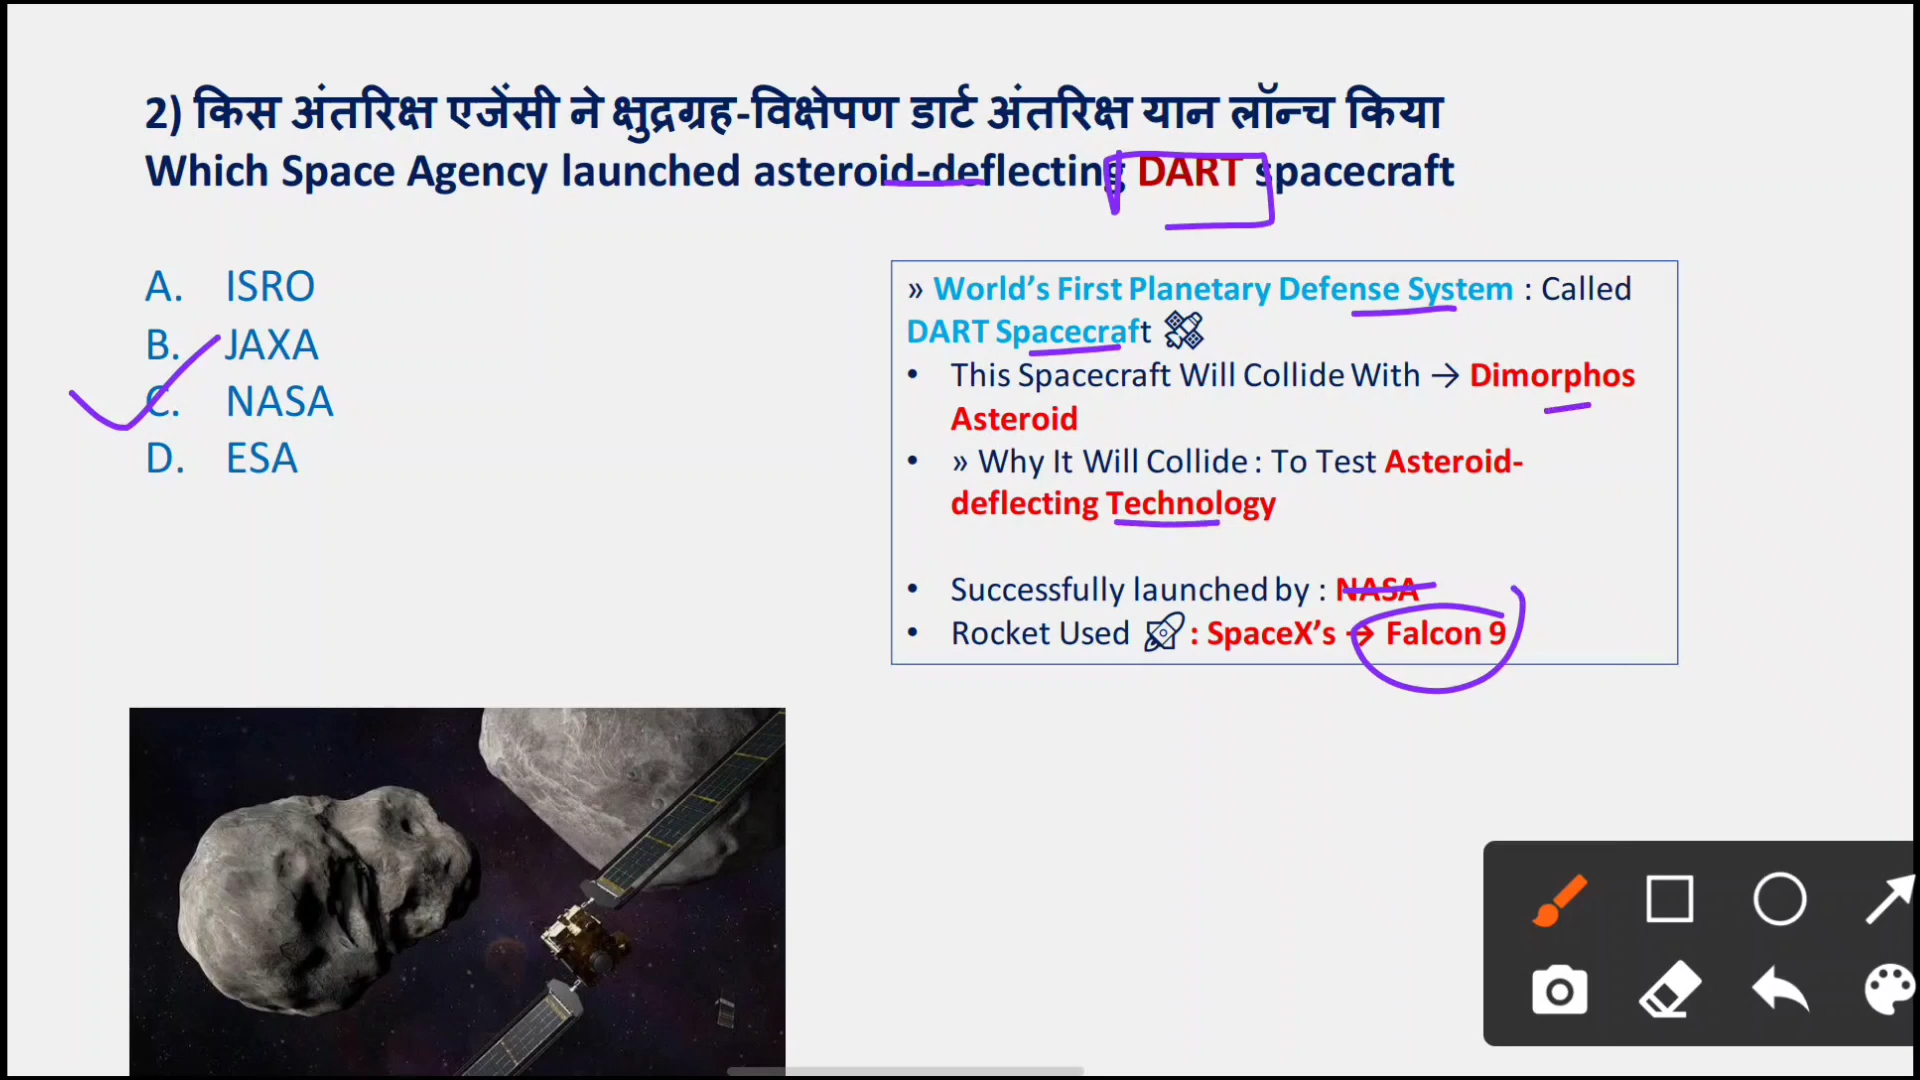 2) किस अंतरिक्ष एजेंसी ने क्षुद्रग्रह-विक्षेपण डार्ट अंतरिक्ष यान लॉन्च किया
Which Space Agency launched asteroid-deflecting DART spacecraft
A. ISRO
B. JAXA
C. NASA
D. ESA
» World's First Planetary Defense System : Called
DART Spacecraft
• This Spacecraft Will Collide With → Dimorphos
Asteroid
• » Why It Will Collide : To Test Asteroid-
deflecting Technology
• Successfully launched by : NASA
• Rocket Used : SpaceX's → Falcon 9